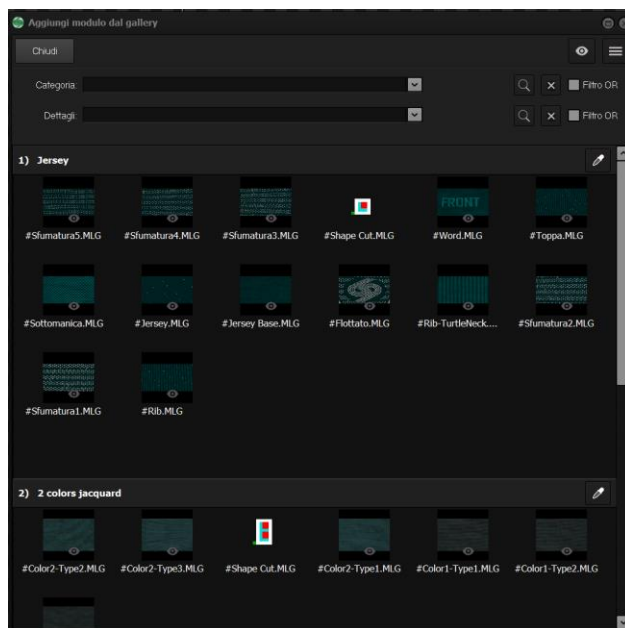 Aggiungi modulo dal gallery
Chiudi
Categoria:
Filtro OR
Dettagli:
Filtro OR
1) Jersey
#Sfumatura5.MLG #Sfumatura4.MLG #Sfumatura3.MLG #Shape Cut.MLG #Word.MLG #Toppa.MLG
FRONT
#Sottomanica.MLG #Jersey.MLG #Jersey Base.MLG #Flottato.MLG #Rib-TurtleNeck.... #Sfumatura2.MLG
#Sfumatura1.MLG #Rib.MLG
2) 2 colors jacquard
#Color2-Type2.MLG #Color2-Type3.MLG #Shape Cut.MLG #Color2-Type1.MLG #Color1-Type1.MLG #Color1-Type2.MLG